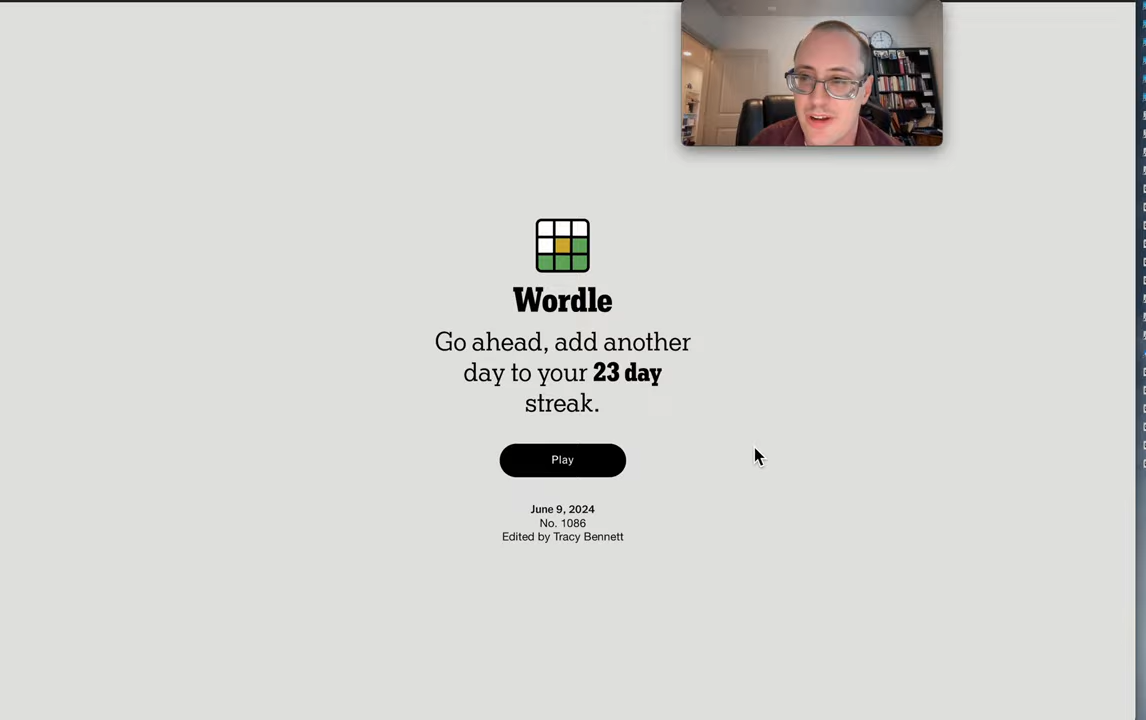 Wordle
Go ahead, add another
day to your 23 day
streak.
Play
June 9, 2024
No. 1086
Edited by Tracy Bennett